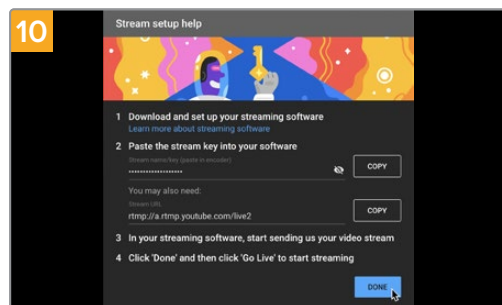 10
Stream setup help
1 Download and set up your streaming software
Learn more about streaming software
2 Paste the stream key into your software
Stream name/key (paste in encoder)
•••••••••••••••••••
COPY
You may also need:
Stream URL
rtmp://a.rtmp.youtube.com/live2
COPY
3 In your streaming software, start sending us your video stream
4 Click 'Done' and then click 'Go Live' to start streaming
DONE